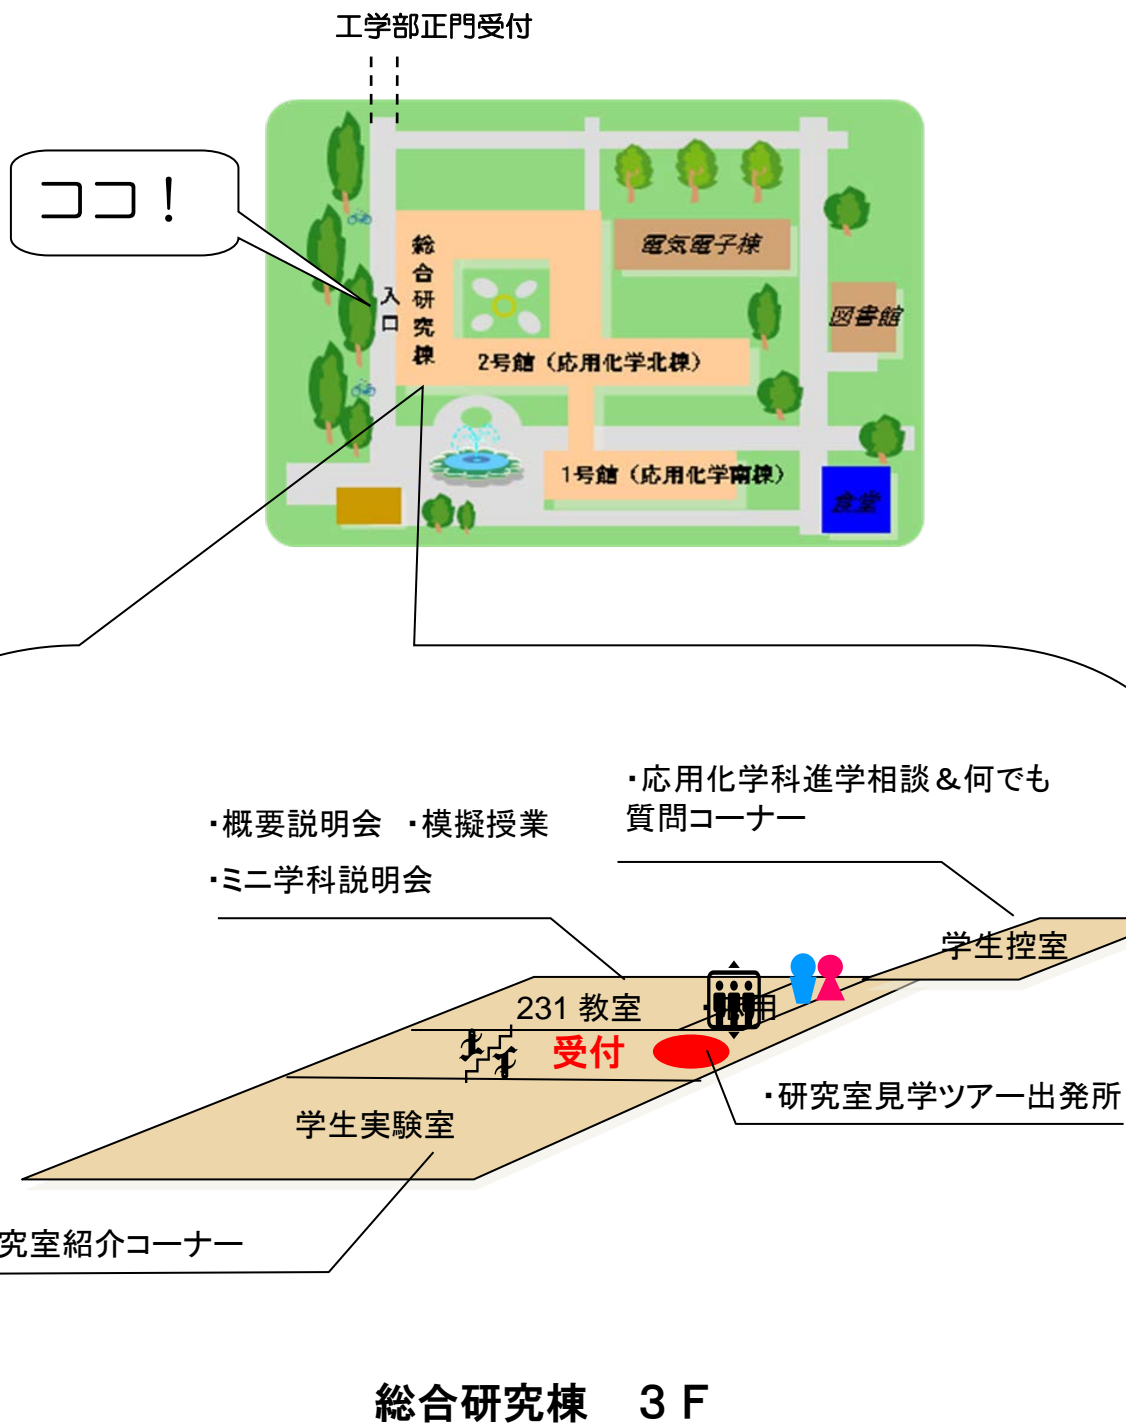 工学部正門受付
ココ！
総合研究棟
入口
電気電子棟
図書館
2号館（応用化学北棟）
1号館（応用化学南棟）
食堂
・応用化学科進学相談＆何でも
質問コーナー
・概要説明会　・模擬授業
・ミニ学科説明会
学生控室
231 教室
受付
・研究室見学ツアー出発所
学生実験室
究室紹介コーナー
総合研究棟　３Ｆ